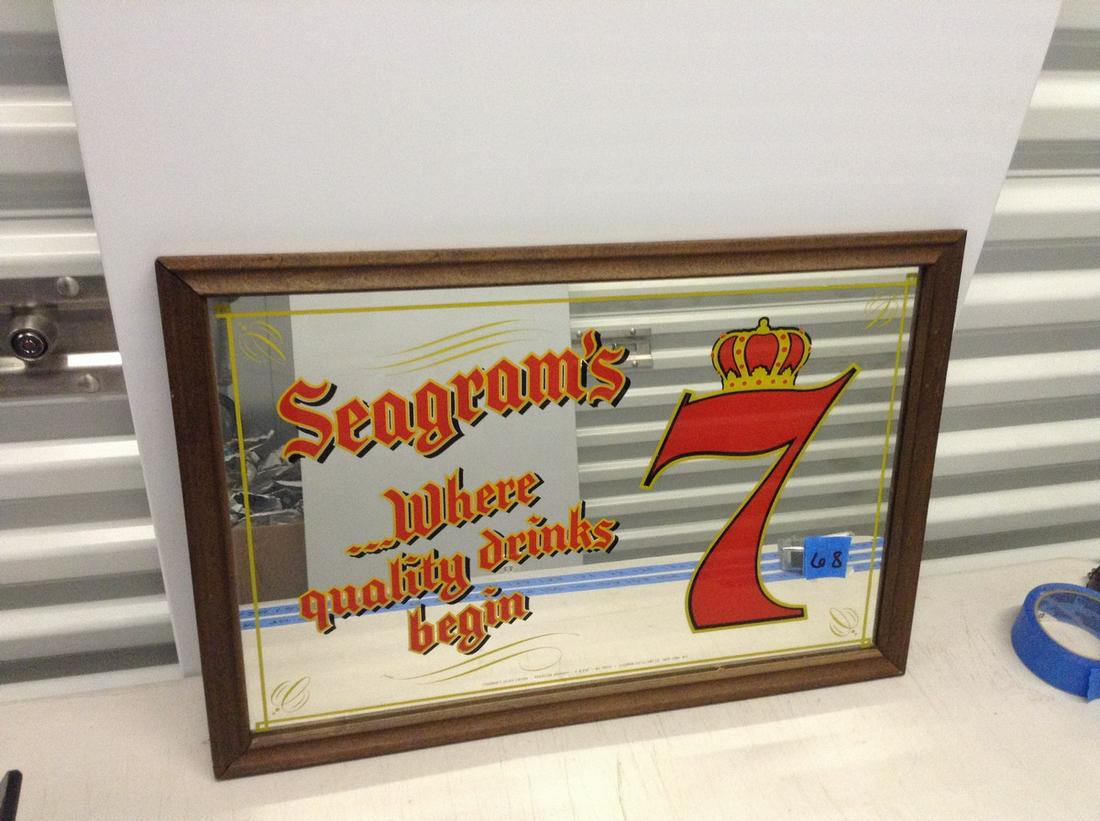 Seagram's
...Where
quality drinks
begin
7
68